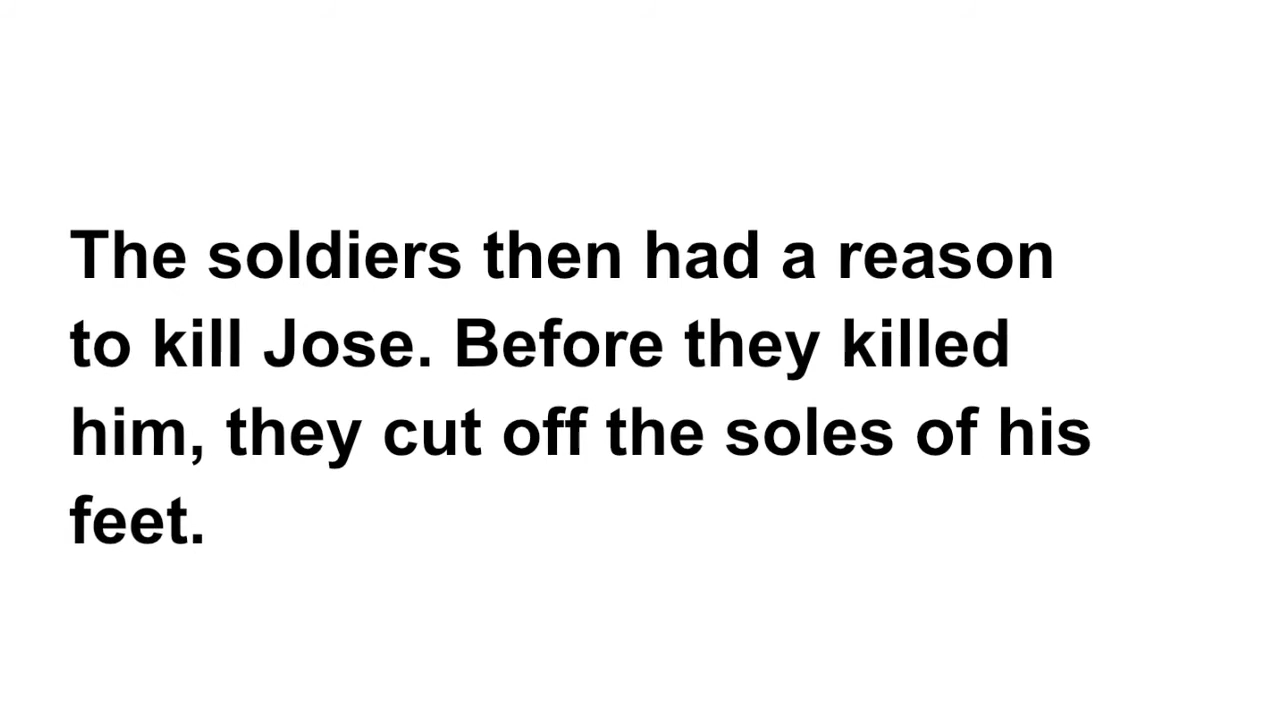 The soldiers then had a reason
to kill Jose. Before they killed
him, they cut off the soles of his
feet.